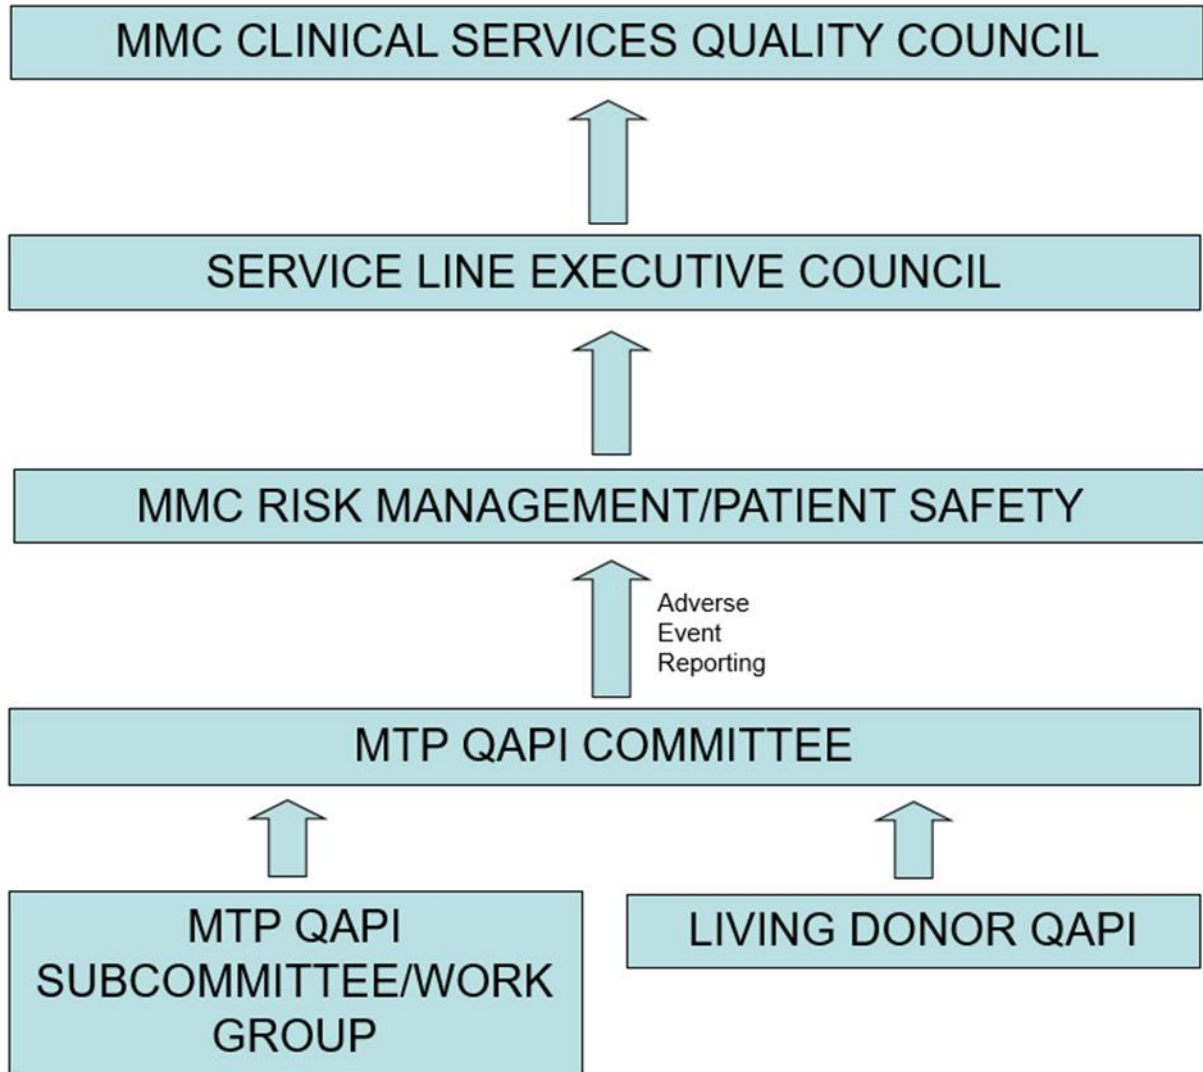 MMC CLINICAL SERVICES QUALITY COUNCIL
SERVICE LINE EXECUTIVE COUNCIL
MMC RISK MANAGEMENT/PATIENT SAFETY
Adverse
Event
Reporting
MTP QAPI COMMITTEE
MTP QAPI
SUBCOMMITTEE/WORK
GROUP
LIVING DONOR QAPI